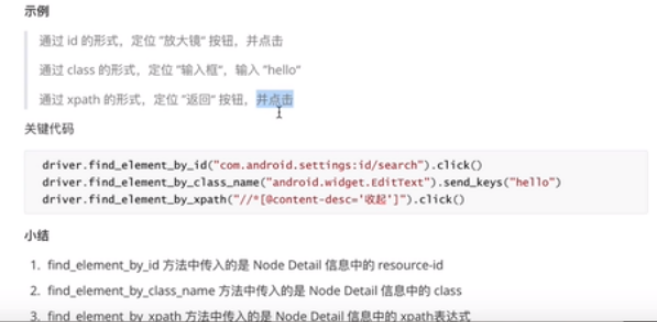 示例
通过 id 的形式，定位 "放大镜" 按钮，并点击
通过 class 的形式，定位 "输入框"，输入 "hello"
通过 xpath 的形式，定位 "返回" 按钮，并点击
关键代码
driver.find_element_by_id("com.android.settings:id/search").click()
driver.find_element_by_class_name("android.widget.EditText").send_keys("hello")
driver.find_element_by_xpath("//*[@content-desc='收起']").click()
小结
1. find_element_by_id 方法中传入的是 Node Detail 信息中的 resource-id
2. find_element_by_class_name 方法中传入的是 Node Detail 信息中的 class
3. find_element_by_xpath 方法中传入的是 Node Detail 信息中的 xpath表达式